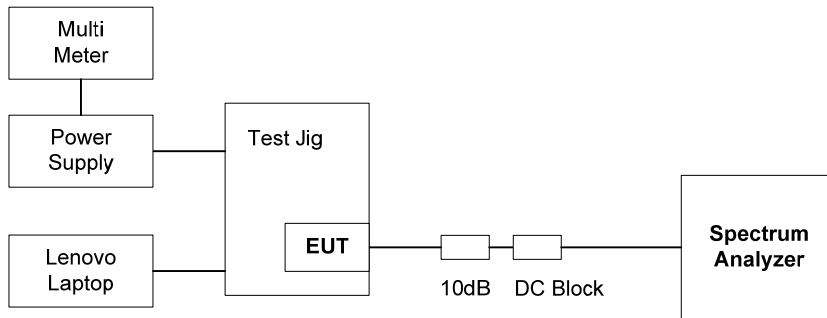 Multi
Meter
Power
Supply
Test Jig
EUT
Lenovo
Laptop
10dB
DC Block
Spectrum
Analyzer